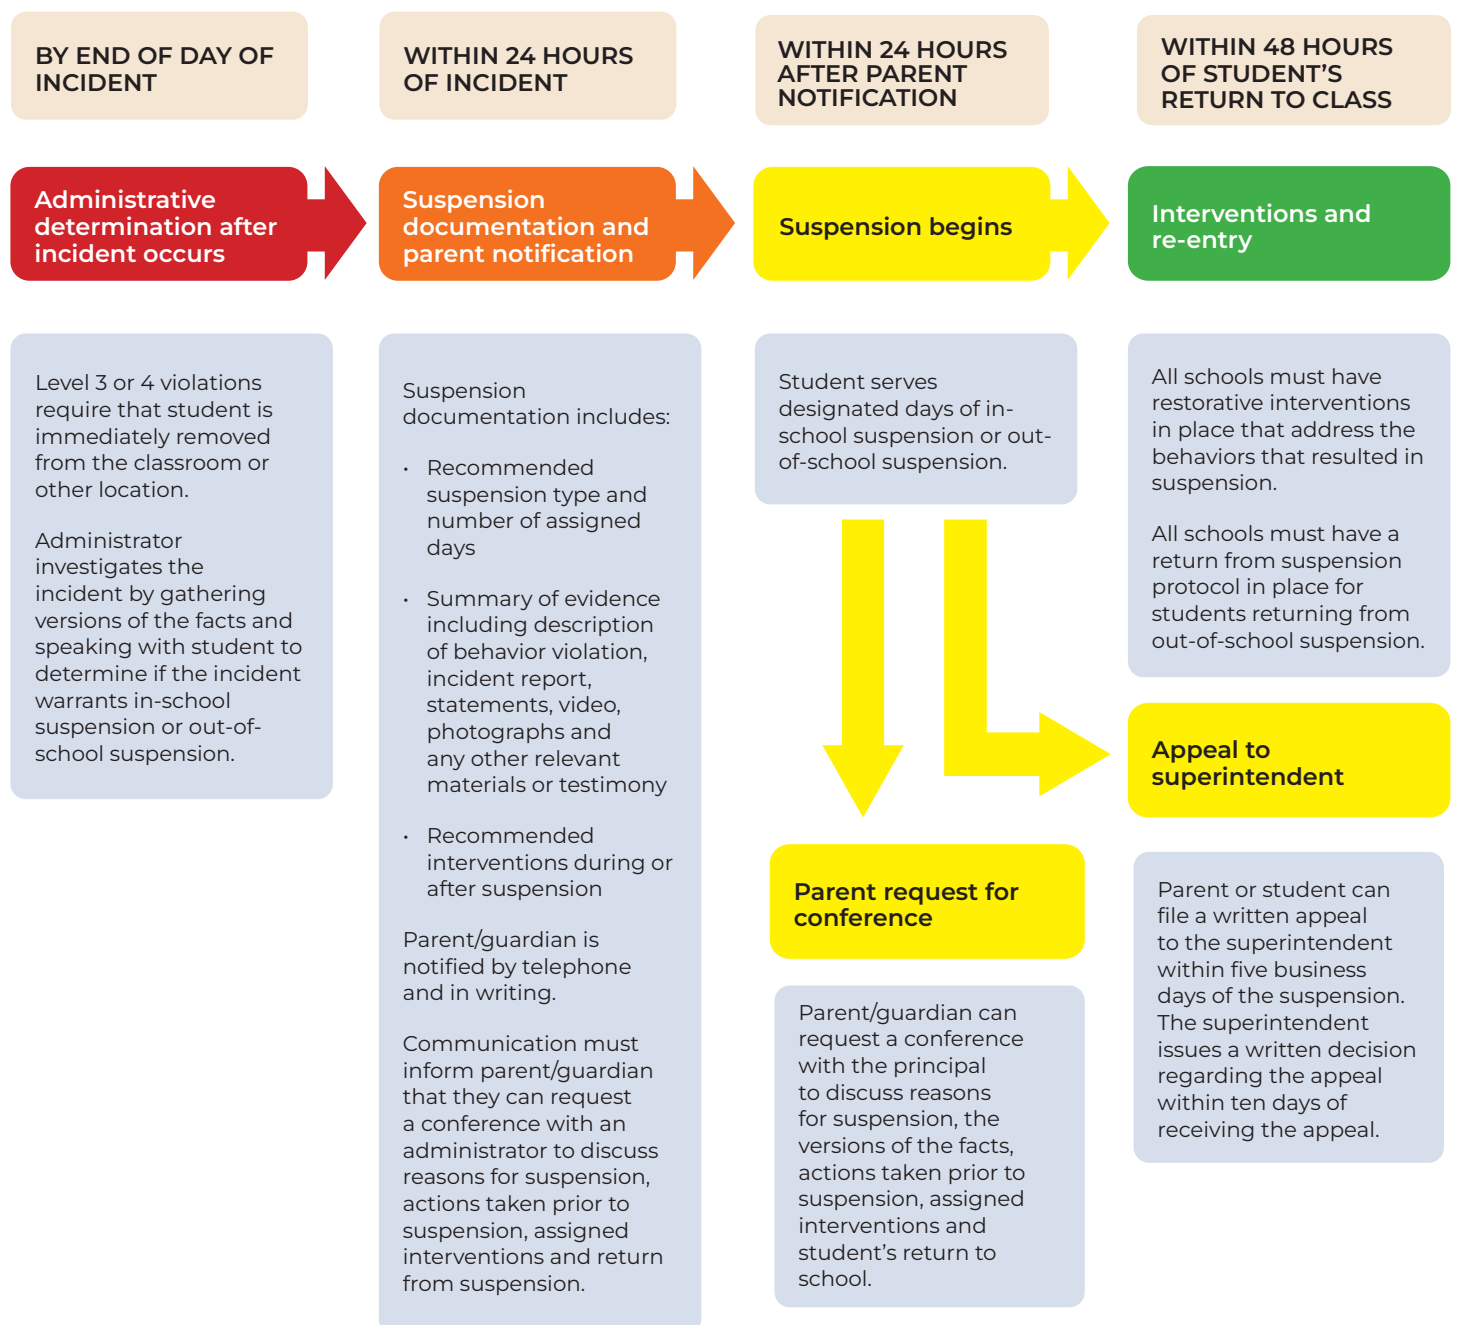 BY END OF DAY OF
INCIDENT
Administrative
determination after
incident occurs
Level 3 or 4 violations
require that student is
immediately removed
from the classroom or
other location.
Administrator
investigates the
incident by gathering
versions of the facts and
speaking with student to
determine if the incident
warrants in-school
suspension or out-of-
school suspension.
WITHIN 24 HOURS
OF INCIDENT
Suspension
documentation and
parent notification
Suspension
documentation includes:
• Recommended
suspension type and
number of assigned
days
• Summary of evidence
including description
of behavior violation,
incident report,
statements, video,
photographs and
any other relevant
materials or testimony
• Recommended
interventions during or
after suspension
Parent/guardian is
notified by telephone
and in writing.
Communication must
inform parent/guardian
that they can request
a conference with an
administrator to discuss
reasons for suspension,
actions taken prior to
suspension, assigned
interventions and return
from suspension.
WITHIN 24 HOURS
AFTER PARENT
NOTIFICATION
Suspension begins
Student serves
designated days of in-
school suspension or out-
of-school suspension.
Parent request for
conference
Parent/guardian can
request a conference
with the principal
to discuss reasons
for suspension, the
versions of the facts,
actions taken prior to
suspension, assigned
interventions and
student’s return to
school.
WITHIN 48 HOURS
OF STUDENT’S
RETURN TO CLASS
Interventions and
re-entry
All schools must have
restorative interventions
in place that address the
behaviors that resulted in
suspension.
All schools must have a
return from suspension
protocol in place for
students returning from
out-of-school suspension.
Appeal to
superintendent
Parent or student can
file a written appeal
to the superintendent
within five business
days of the suspension.
The superintendent
issues a written decision
regarding the appeal
within ten days of
receiving the appeal.